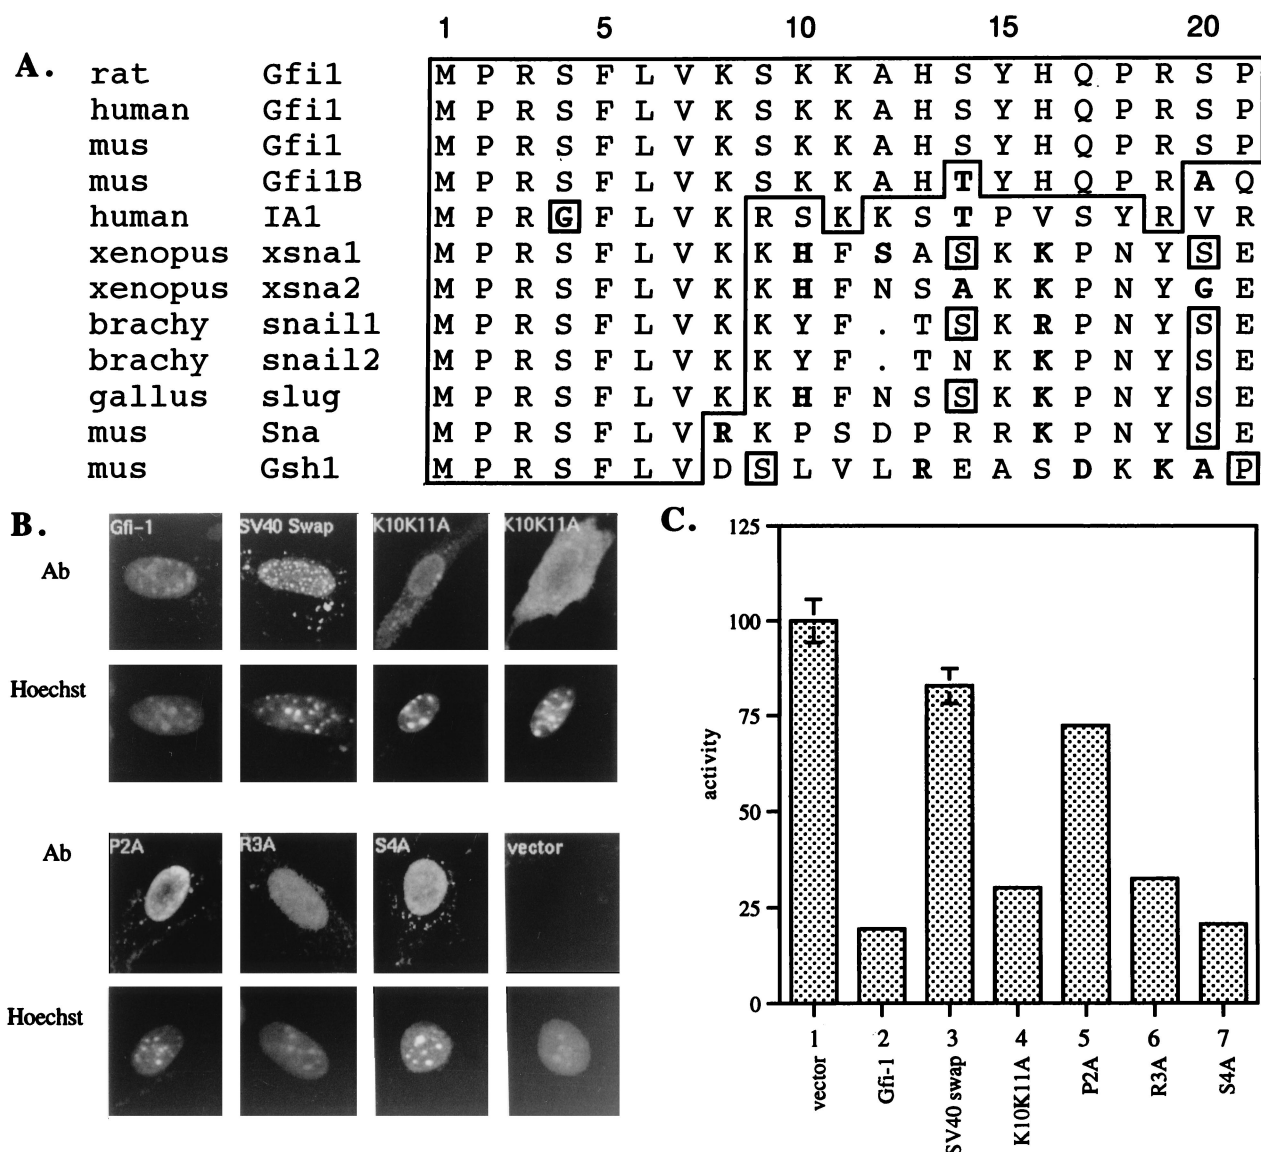 1 5 10 15 20
A. rat Gfi1 M P R S F L V K S K K A H S Y H Q P R S P
human Gfi1 M P R S F L V K S K K A H S Y H Q P R S P
mus Gfi1 M P R S F L V K S K K A H S Y H Q P R S P
mus Gfi1B M P R S F L V K S K K A H T Y H Q P R A Q
human IA1 M P R G F L V K R S K K S T P V S Y R V R
xenopus xsna1 M P R S F L V K K H F S A S K K P N Y S E
xenopus xsna2 M P R S F L V K K H F N S A K K P N Y G E
brachy snail1 M P R S F L V K K Y F . T S K R P N Y S E
brachy snail2 M P R S F L V K K Y F . T N K K P N Y S E
gallus slug M P R S F L V K K H F N S S K K P N Y S E
mus Sna M P R S F L V R K P S D P R R K P N Y S E
mus Gsh1 M P R S F L V D S L V L R E A S D K K A P
B.
Gfi-1 SV40 Swap K10K11A K10K11A
Ab
Hoechst
P2A R3A S4A vector
Ab
Hoechst
C.
125
100
75
50
25
0
activity
1 2 3 4 5 6 7
vector
Gfi-1
SV40 swap
K10K11A
P2A
R3A
S4A